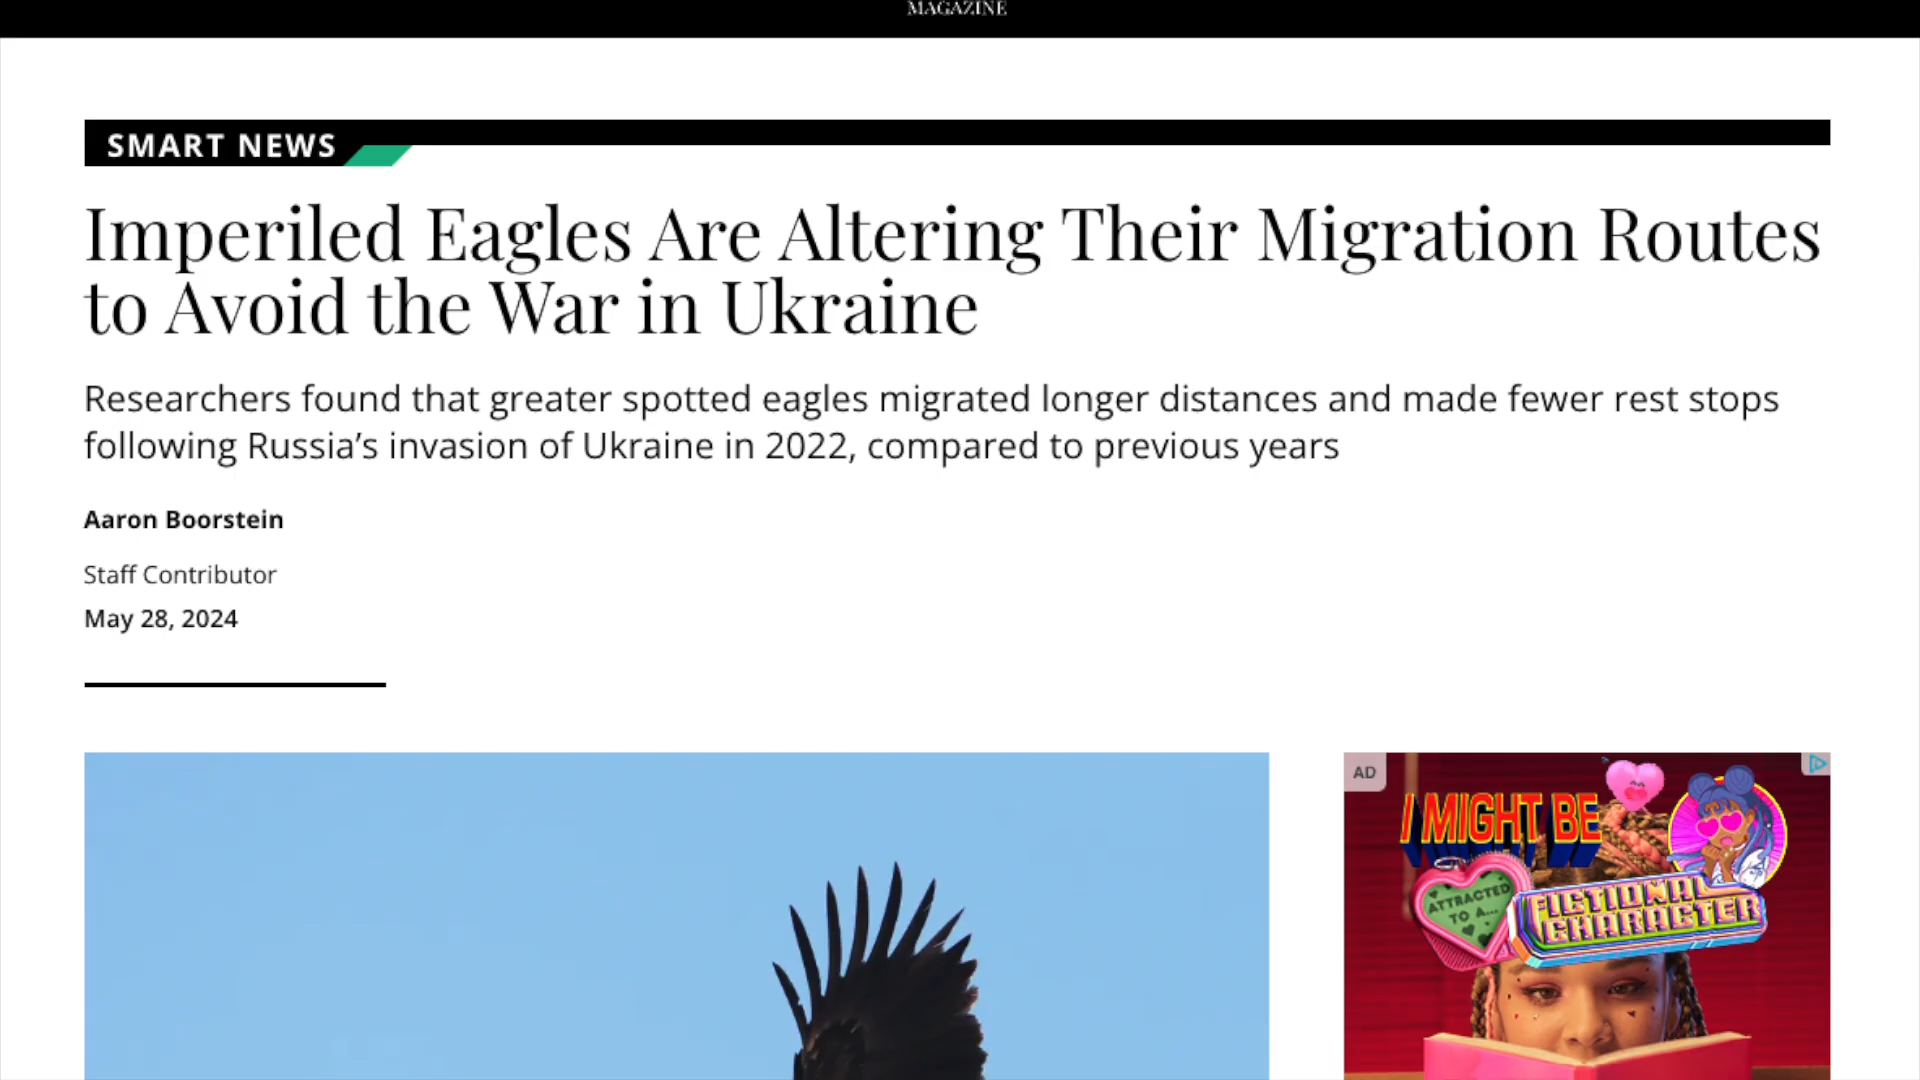 MAGAZINE
SMART NEWS
Imperiled Eagles Are Altering Their Migration Routes
to Avoid the War in Ukraine
Researchers found that greater spotted eagles migrated longer distances and made fewer rest stops
following Russia’s invasion of Ukraine in 2022, compared to previous years
Aaron Boorstein
Staff Contributor
May 28, 2024
AD
I MIGHT BE
ATTRACTED
TO A...
FICTIONAL
CHARACTER